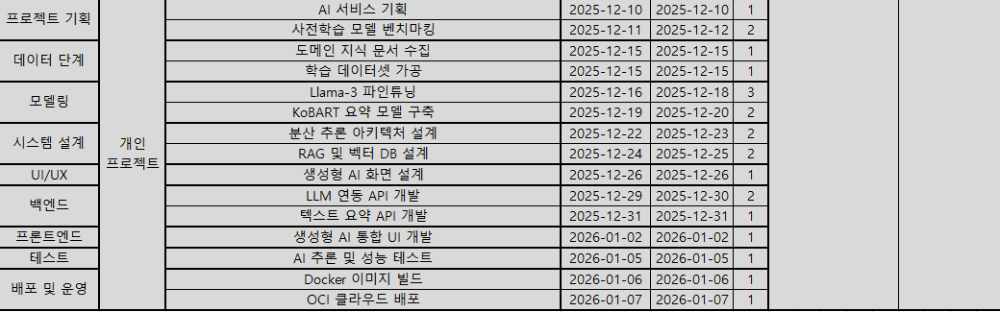 프로젝트 기획 AI 서비스 기획 2025-12-10 2025-12-10 1
사전학습 모델 벤치마킹 2025-12-11 2025-12-12 2
데이터 단계 도메인 지식 문서 수집 2025-12-15 2025-12-15 1
학습 데이터셋 가공 2025-12-15 2025-12-15 1
모델링 Llama-3 파인튜닝 2025-12-16 2025-12-18 3
KoBART 요약 모델 구축 2025-12-19 2025-12-20 2
시스템 설계 개인 프로젝트 분산 추론 아키텍처 설계 2025-12-22 2025-12-23 2
RAG 및 벡터 DB 설계 2025-12-24 2025-12-25 2
UI/UX 생성형 AI 화면 설계 2025-12-26 2025-12-26 1
백엔드 LLM 연동 API 개발 2025-12-29 2025-12-30 2
텍스트 요약 API 개발 2025-12-31 2025-12-31 1
프론트엔드 생성형 AI 통합 UI 개발 2026-01-02 2026-01-02 1
테스트 AI 추론 및 성능 테스트 2026-01-05 2026-01-05 1
배포 및 운영 Docker 이미지 빌드 2026-01-06 2026-01-06 1
OCI 클라우드 배포 2026-01-07 2026-01-07 1